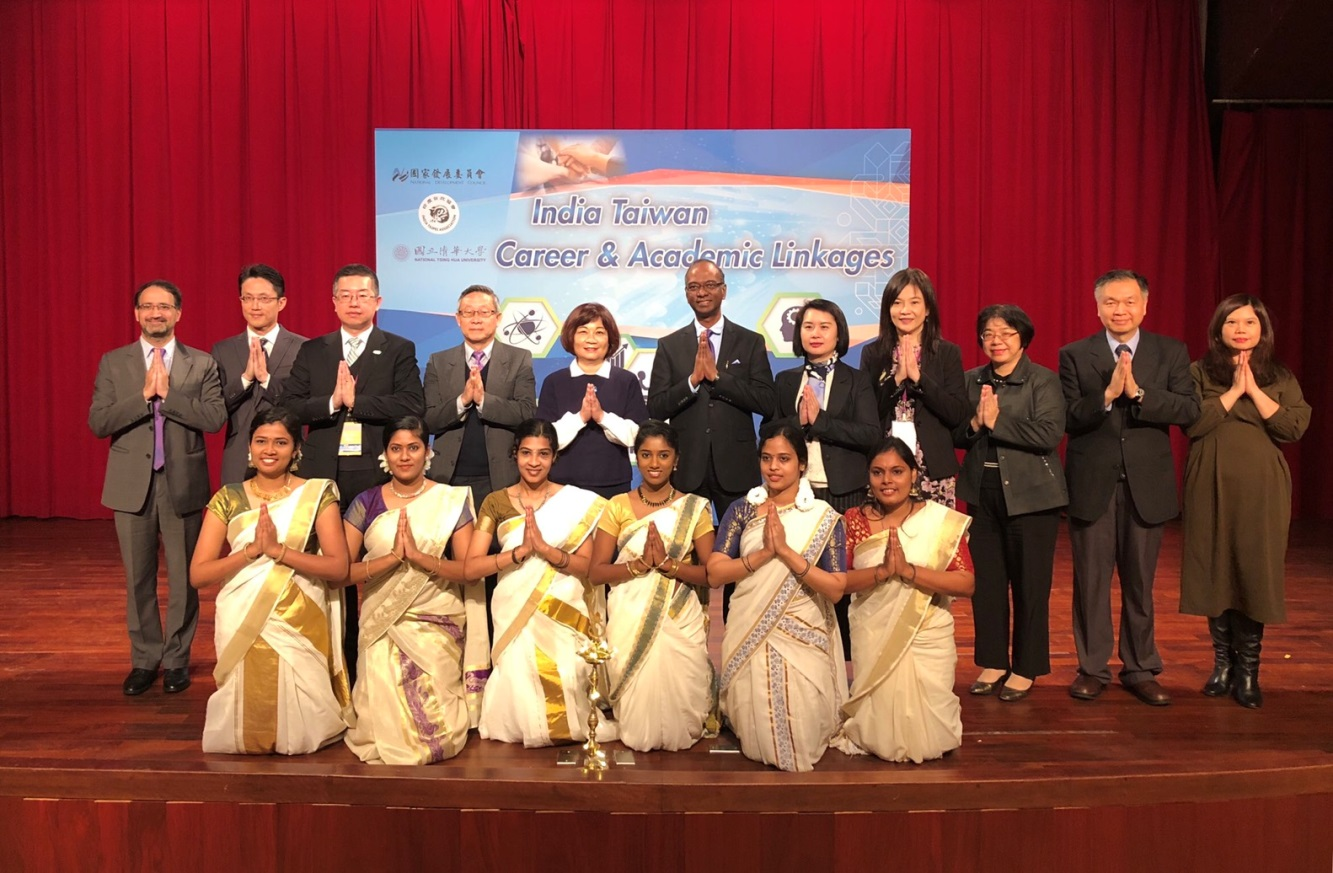 國家發展委員會
NATIONAL DEVELOPMENT COUNCIL
國立清華大學
NATIONAL TSING HUA UNIVERSITY
India Taiwan
Career & Academic Linkages